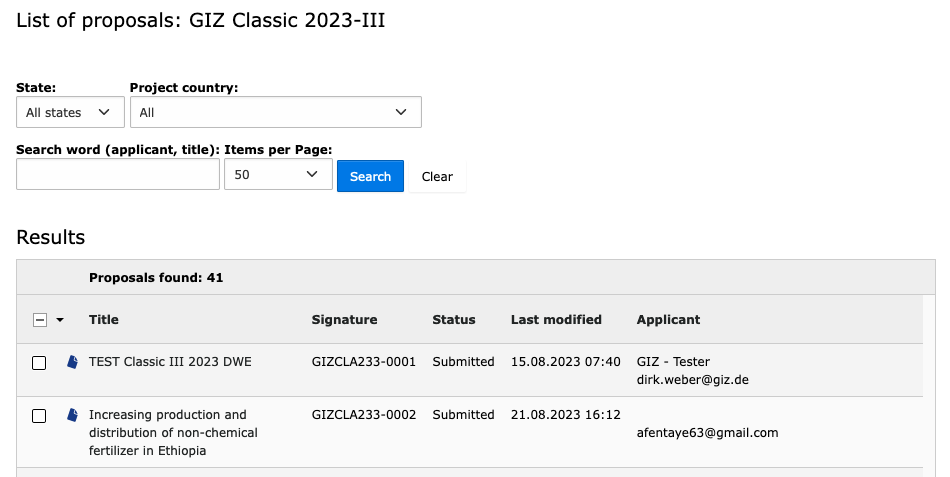 List of proposals: GIZ Classic 2023-III
State: Project country:
All states All
Search word (applicant, title): Items per Page:
50 Search Clear
Results
Proposals found: 41
Title Signature Status Last modified Applicant
TEST Classic III 2023 DWE GIZCLA233-0001 Submitted 15.08.2023 07:40 GIZ - Tester
dirk.weber@giz.de
Increasing production and GIZCLA233-0002 Submitted 21.08.2023 16:12
distribution of non-chemical afentaye63@gmail.com
fertilizer in Ethiopia